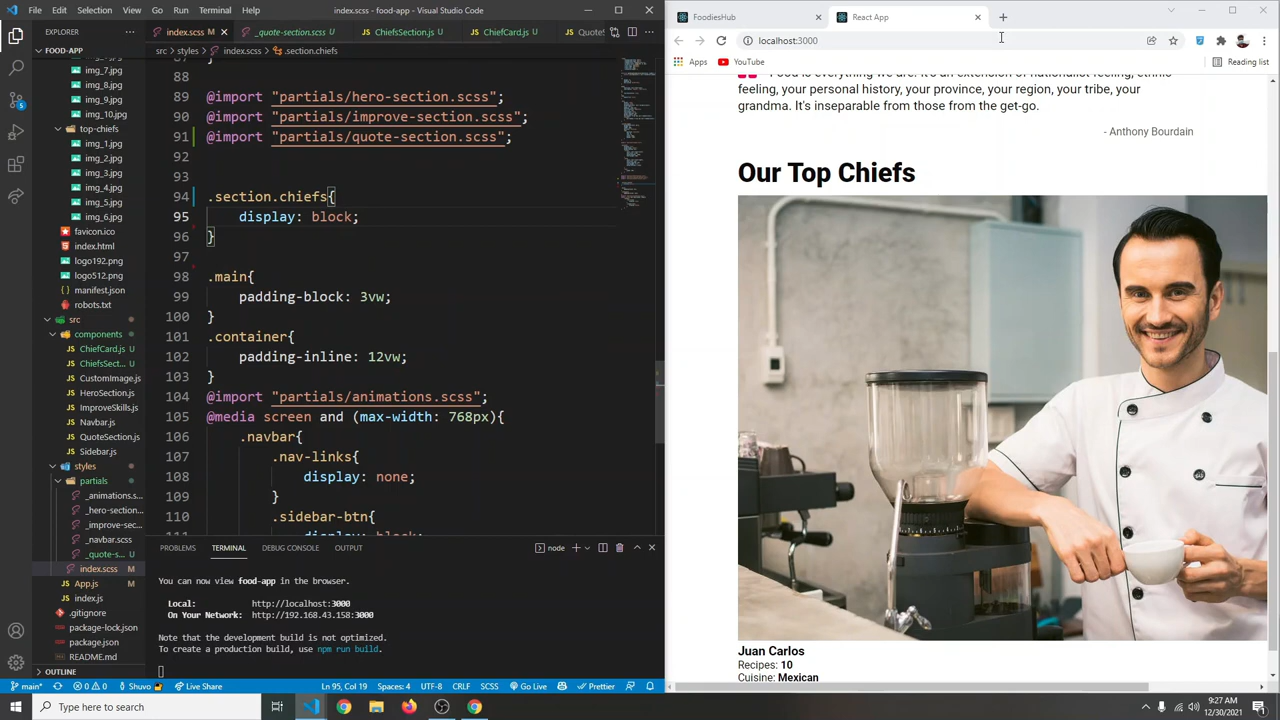 File Edit Selection View Go Run Terminal Help index.scss - food-app - Visual Studio Code
FoodiesHub
React App
localhost:3000
Apps
YouTube
Reading list
EXPLORER
FOOD-APP
img_7.jpg
img_8.jpg
img_9.jpg
img_10.jpg
top-chiefs
img_1.jpg
img_2.jpg
img_3.jpg
img_4.jpg
img_5.jpg
img_6.jpg
favicon.ico
index.html
logo192.png
logo512.png
manifest.json
robots.txt
src
components
ChiefCard.js U
ChiefsSect... U
CustomImage.js
HeroSection.js
ImproveSkills.js
Navbar.js
QuoteSection.js
Sidebar.js
styles
partials
_animations.s...
_hero-section...
_improve-sec...
_navbar.scss
_quote-s... U
index.scss M
App.js M
index.js
.gitignore
package-lock.json
package.json
README.md
OUTLINE
index.scss M
_quote-section.scss U
ChiefsSection.js U
ChiefCard.js U
src > styles > index.scss > .section.chiefs
88
89 @import "partials/hero-section.scss";
90 @import "partials/improve-section.scss";
91 @import "partials/quote-section.scss";
92
93
94 .section.chiefs{
95 display: block;
96 }
97
98 .main{
99 padding-block: 3vw;
100 }
101 .container{
102 padding-inline: 12vw;
103 }
104 @import "partials/animations.scss";
105 @media screen and (max-width: 768px){
106 .navbar{
107 .nav-links{
108 display: none;
109 }
110 .sidebar-btn{
PROBLEMS TERMINAL DEBUG CONSOLE OUTPUT
node
You can now view food-app in the browser.
Local: http://localhost:3000
On Your Network: http://192.168.43.158:3000
Note that the development build is not optimized.
To create a production build, use npm run build.
main* 0 0 Shuvo Live Share Ln 95, Col 19 Spaces: 4 UTF-8 CRLF SCSS Go Live Prettier
feeling, your personal history, your province, your region, your tribe, your
grandma. It's inseparable from those from the get-go.
- Anthony Bourdain
Our Top Chiefs
Juan Carlos
Recipes: 10
Cuisine: Mexican
Type here to search
9:27 AM
12/30/2021